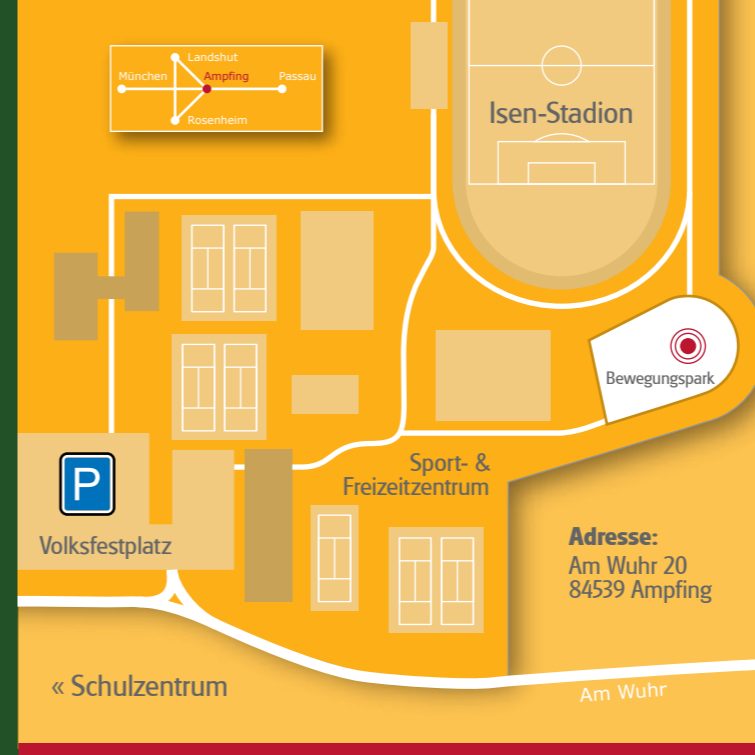 Landshut
München
Ampfing
Passau
Rosenheim
Isen-Stadion
Bewegungspark
Sport- &
Freizeitzentrum
P
Volksfestplatz
Adresse:
Am Wuhr 20
84539 Ampfing
« Schulzentrum
Am Wuhr